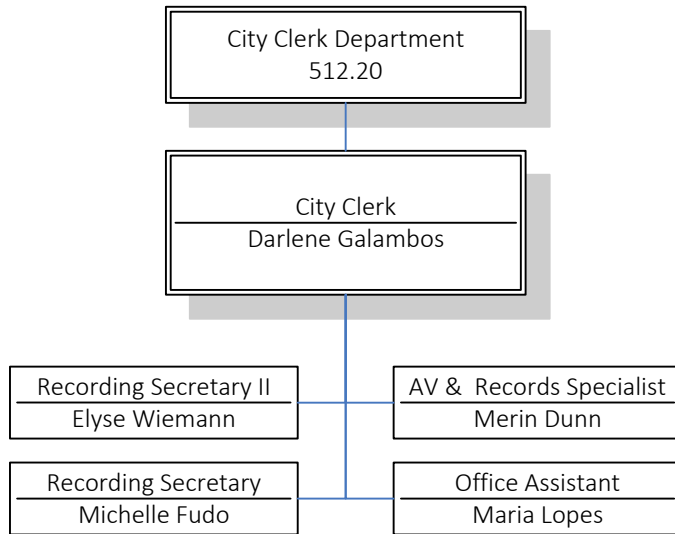 City Clerk Department
512.20
City Clerk
Darlene Galambos
Recording Secretary II
Elyse Wiemann
AV & Records Specialist
Merin Dunn
Recording Secretary
Michelle Fudo
Office Assistant
Maria Lopes